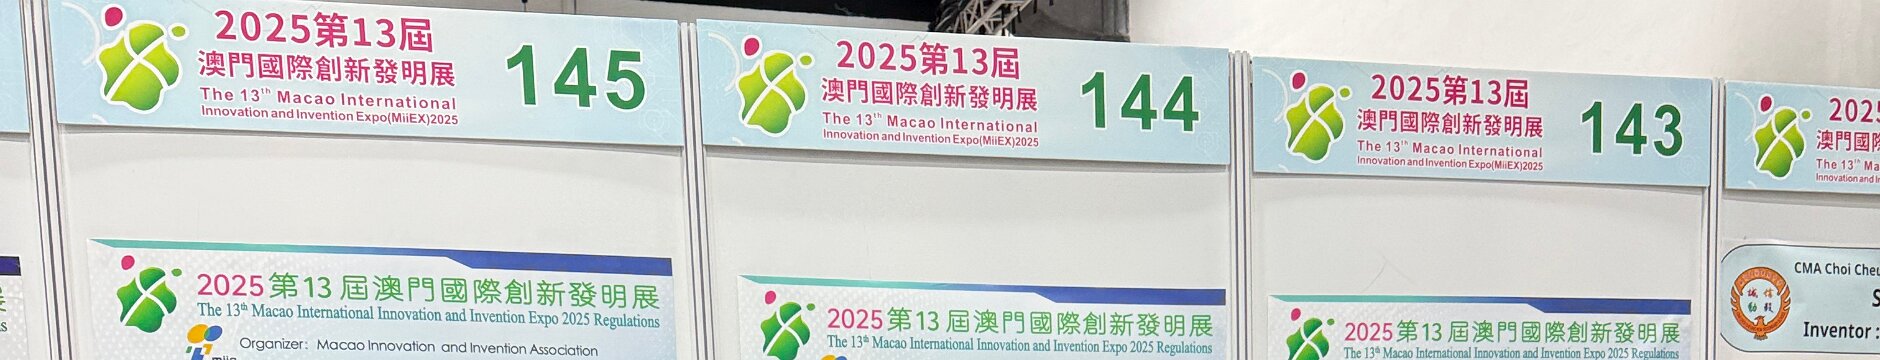 2025第13屆
澳門國際創新發明展
The 13th Macao International
Innovation and Invention Expo(MiiEX)2025
145
2025第13屆
澳門國際創新發明展
The 13th Macao International
Innovation and Invention Expo(MiiEX)2025
144
2025第13屆
澳門國際創新發明展
The 13th Macao International
Innovation and Invention Expo(MiiEX)2025
143
澳門國
The 13th
Innovation and
2025第13屆澳門國際創新發明展
The 13th Macao International Innovation and Invention Expo 2025 Regulations
Organizer: Macao Innovation and Invention Association
miia
2025第13屆澳門國際創新發明展
The 13th Macao International Innovation and Invention Expo 2025 Regulations
2025第13屆澳門國際創新發明展
The 13th Macao International Innovation and Invention Expo 2025 Regulations
CMA Choi
Inventor :